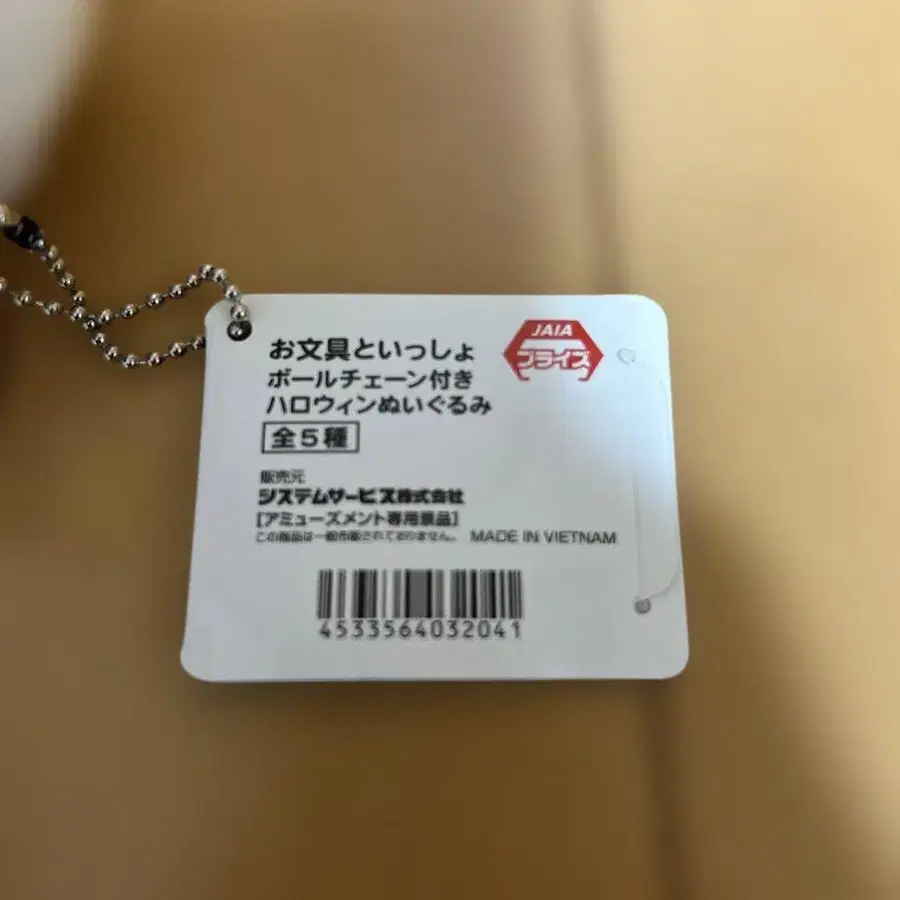 お文具といっしょ
ボールチェーン付き
ハロウィンぬいぐるみ
全5種
JAIA
プライズ
販売元
システムサービス株式会社
[アミューズメント専用景品]
この商品は一般市販されておりません。 MADE IN VIETNAM
4533564032041